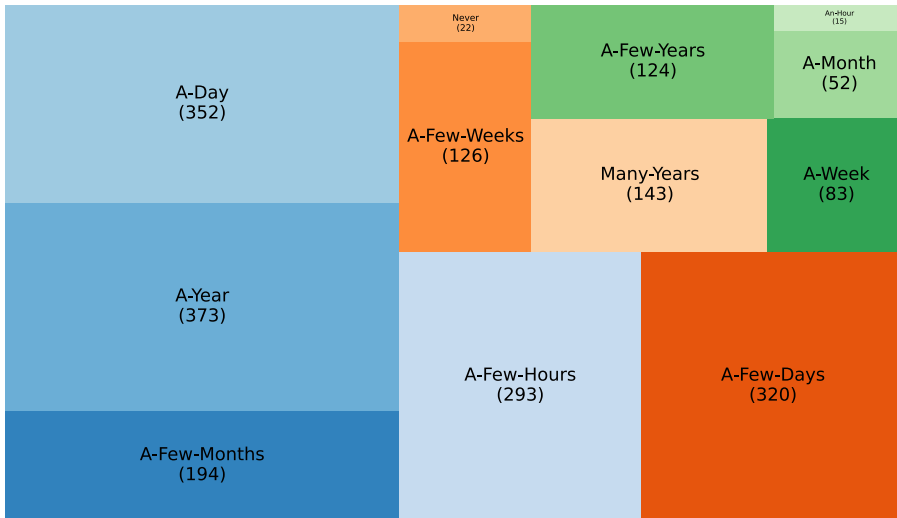 A-Day
(352)
A-Year
(373)
A-Few-Months
(194)
Never
(22)
A-Few-Weeks
(126)
A-Few-Years
(124)
An-Hour
(15)
A-Month
(52)
Many-Years
(143)
A-Week
(83)
A-Few-Hours
(293)
A-Few-Days
(320)